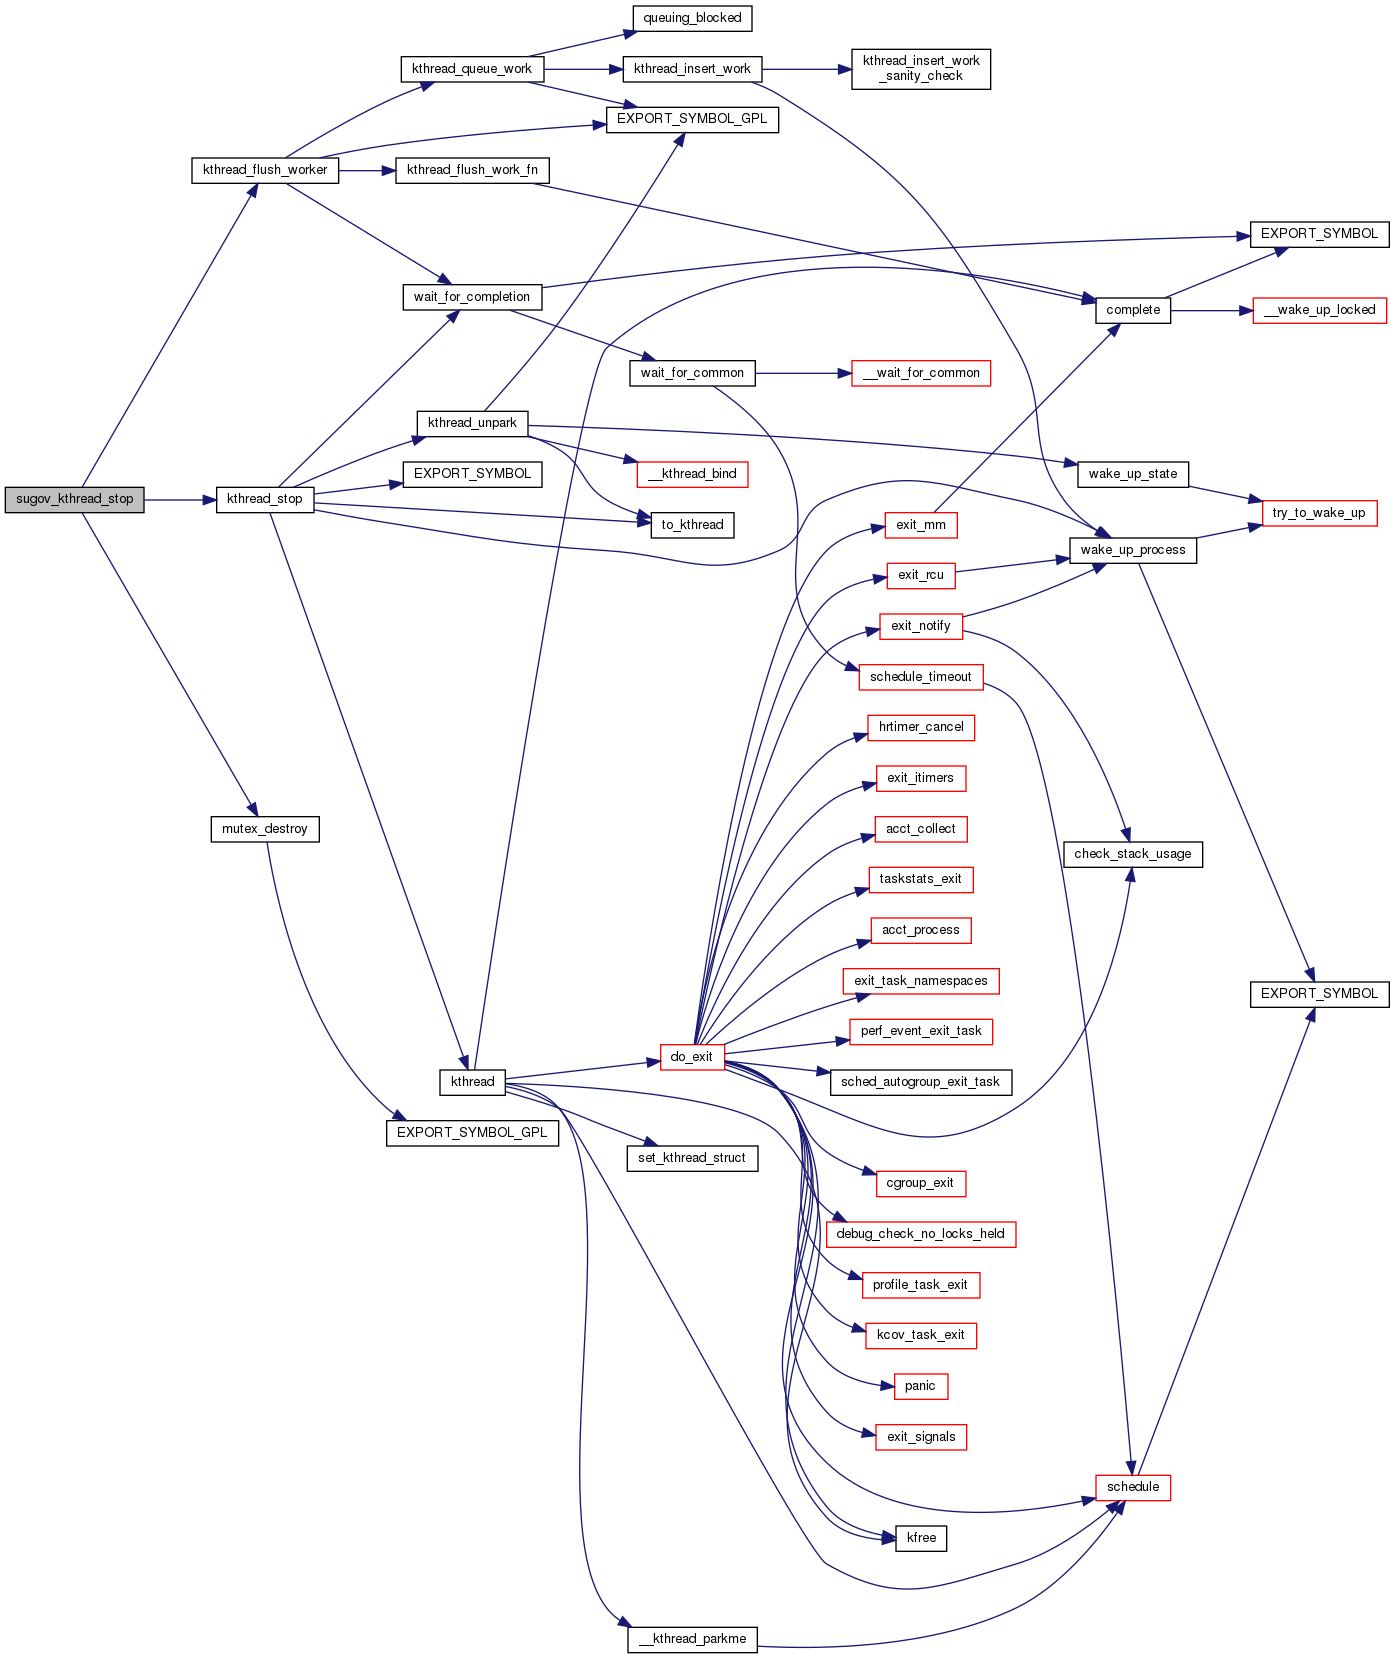 queuing_blocked
kthread_queue_work
kthread_insert_work
kthread_insert_work
_sanity_check
EXPORT_SYMBOL_GPL
kthread_flush_worker
kthread_flush_work_fn
EXPORT_SYMBOL
wait_for_completion
complete
__wake_up_locked
wait_for_common
__wait_for_common
kthread_unpark
EXPORT_SYMBOL
__kthread_bind
wake_up_state
sugov_kthread_stop
kthread_stop
to_kthread
exit_mm
try_to_wake_up
wake_up_process
exit_rcu
exit_notify
schedule_timeout
hrtimer_cancel
exit_itimers
mutex_destroy
acct_collect
check_stack_usage
taskstats_exit
acct_process
exit_task_namespaces
EXPORT_SYMBOL
perf_event_exit_task
do_exit
kthread
sched_autogroup_exit_task
EXPORT_SYMBOL_GPL
set_kthread_struct
cgroup_exit
debug_check_no_locks_held
profile_task_exit
kcov_task_exit
panic
exit_signals
schedule
kfree
__kthread_parkme